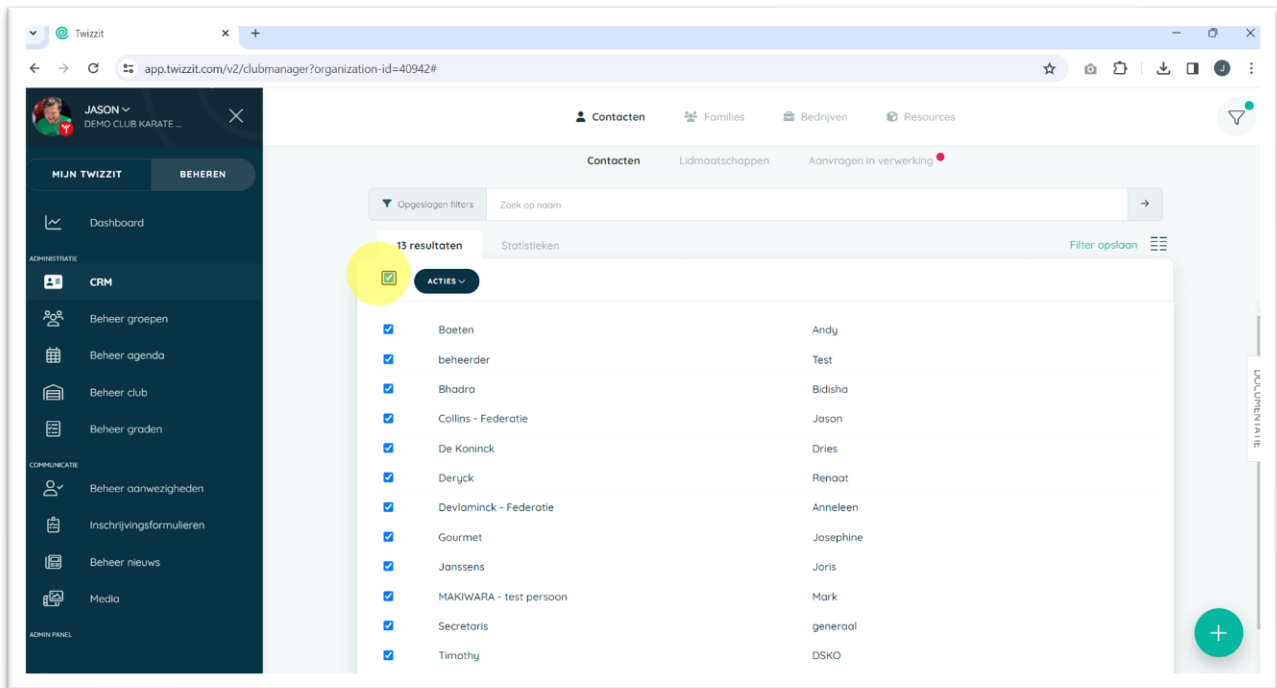 Twizzit
app.twizzit.com/v2/clubmanager?organization-id=40942#
J
JASON
DEMO CLUB KARATE ...
MIJN TWIZZIT
BEHEREN
Dashboard
ADMINISTRATIE
CRM
Beheer groepen
Beheer agenda
Beheer club
Beheer graden
COMMUNICATIE
Beheer aanwezigheden
Inschrijvingsformulieren
Beheer nieuws
Media
ADMIN PANEL
Contacten Families Bedrijven Resources
Contacten Lidmaatschappen Aanvragen in verwerking
Opgeslagen filters Zoek op naam
13 resultaten Statistieken Filter opslaan
ACTIES
Baeten Andy
beheerder Test
Bhadra Bidisha
Collins - Federatie Jason
De Koninck Dries
Deryck Renaat
Devlaminck - Federatie Anneleen
Gourmet Josephine
Janssens Joris
MAKIWARA - test persoon Mark
Secretaris generaal
Timothy DSKO
DOCUMENTATIE